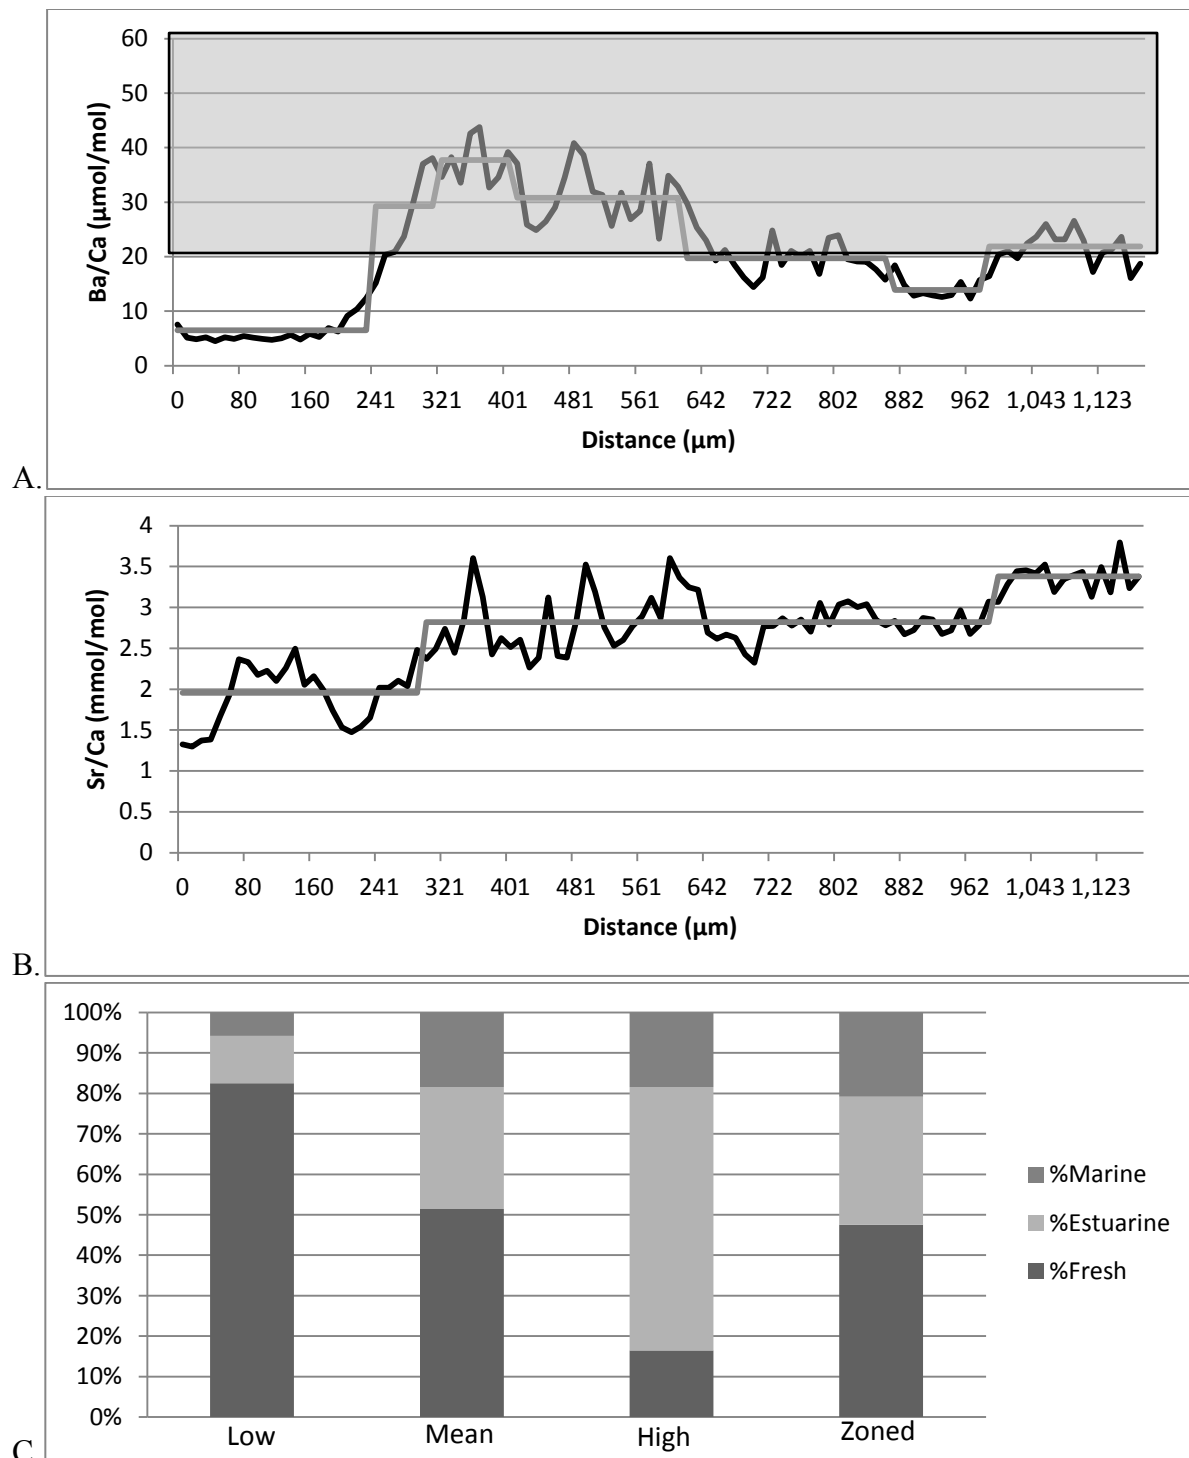 60
50
40
30
20
10
0
Ba/Ca (µmol/mol)
0 80 160 241 321 401 481 561 642 722 802 882 962 1,043 1,123
Distance (µm)
A.
4
3.5
3
2.5
2
1.5
1
0.5
0
Sr/Ca (mmol/mol)
0 80 160 241 321 401 481 561 642 722 802 882 962 1,043 1,123
Distance (µm)
B.
100%
90%
80%
70%
60%
50%
40%
30%
20%
10%
0%
Low Mean High Zoned
%Marine
%Estuarine
%Fresh
C